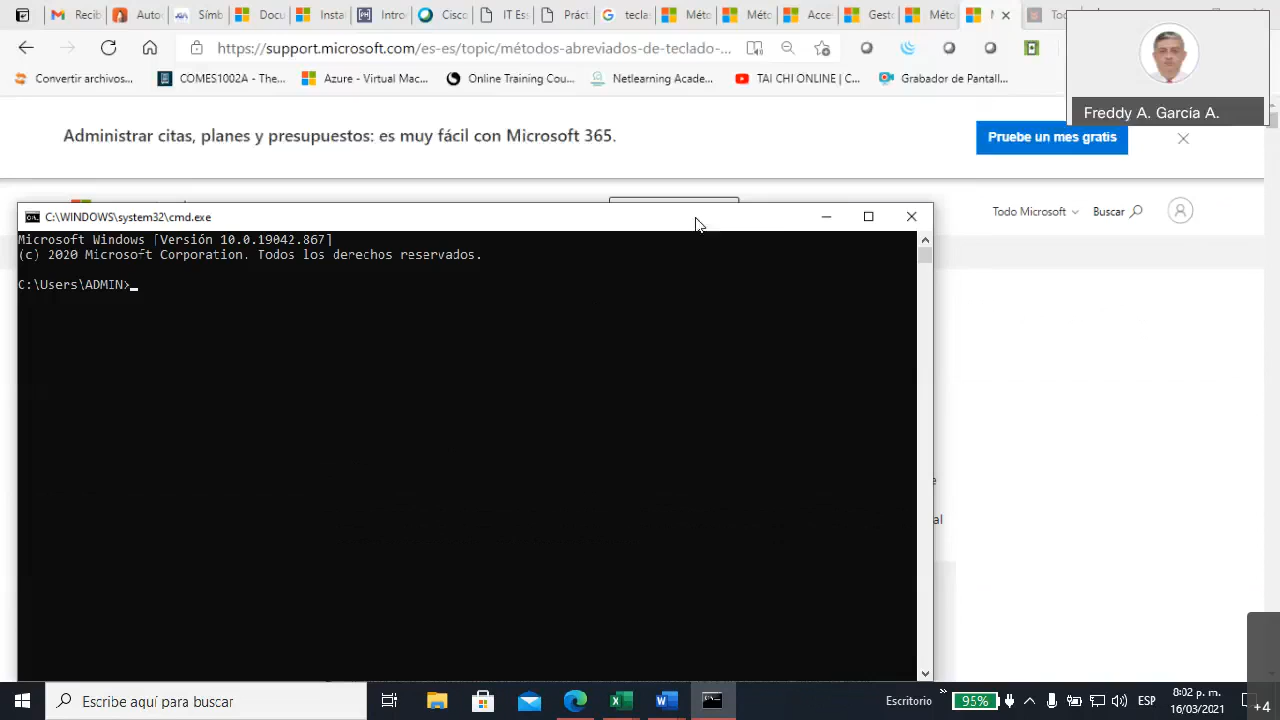 Recib
Auto
Símb
Docu
Insta
Intro
Cisco
IT Es
Práct
tecla
Méto
Méto
Acce
Gesto
Méto
M
Too
https://support.microsoft.com/es-es/topic/métodos-abreviados-de-teclado-...
Convertir archivos...
COMES1002A - The...
Azure - Virtual Mac...
Online Training Cou...
Netlearning Acade...
TAI CHI ONLINE | C...
Grabador de Pantall...
Freddy A. García A.
Administrar citas, planes y presupuestos: es muy fácil con Microsoft 365.
Pruebe un mes gratis
Todo Microsoft
Buscar
C:\WINDOWS\system32\cmd.exe
Microsoft Windows [Versión 10.0.19042.867]
(c) 2020 Microsoft Corporation. Todos los derechos reservados.
C:\Users\ADMIN>
e
al
Escribe aquí para buscar
Escritorio
95%
ESP
8:02 p. m.
16/03/2021
+4